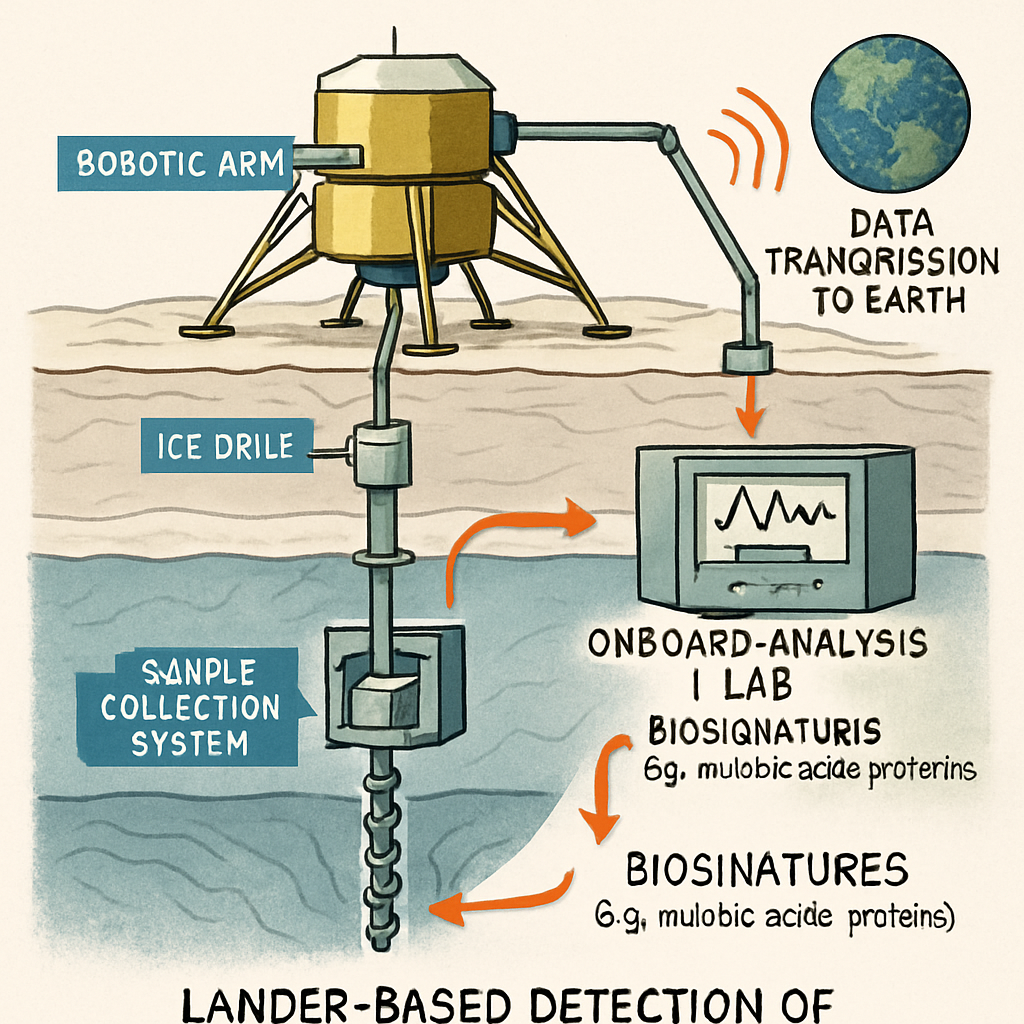 BOBOTIC ARM
DATA
TRANQRISSION
TO EARTH
ICE DRILE
SANPLE
COLLECTION
SYSTEM
ONBOARD-ANALYSIS
I LAB
BIOSIQNATURIS
6g, mulobic acide proterins
BIOSINATURES
6.g, mulobic acide proteins)
LANDER-BASED DETECTION OF